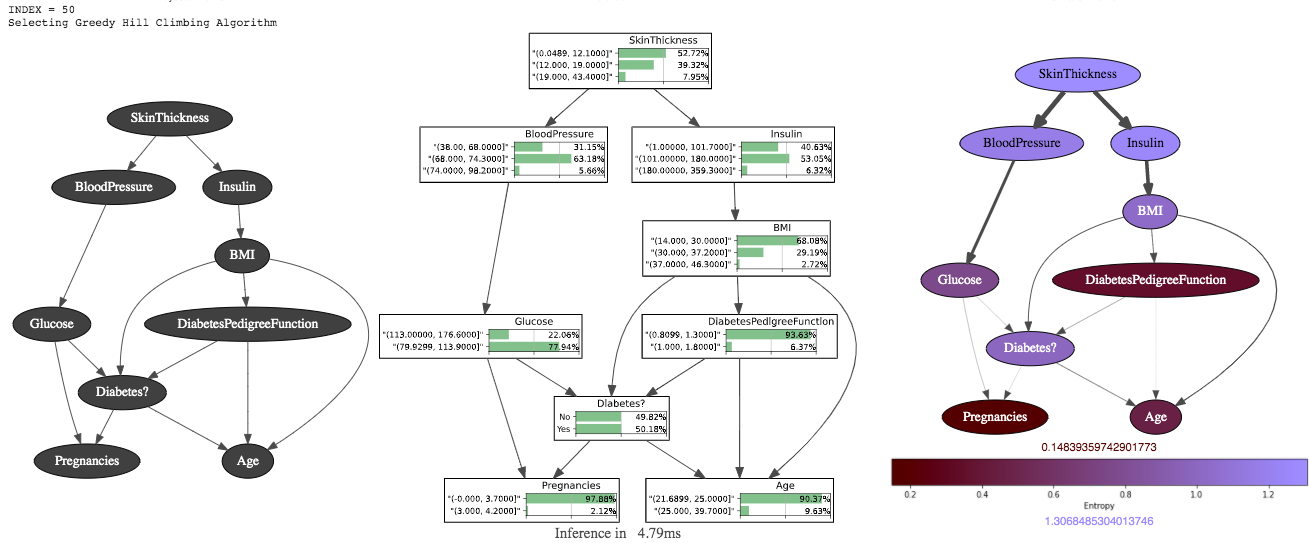 INDEX = 50
Selecting Greedy Hill Climbing Algorithm
SkinThickness
BloodPressure
Insulin
BMI
Glucose
DiabetesPedigreeFunction
Diabetes?
Pregnancies
Age
SkinThickness
"(0.0489, 12.1000]" 52.72%
"(12.000, 19.0000]" 39.32%
"(19.000, 43.4000]" 7.95%
BloodPressure
"(38.00, 68.0000]" 31.15%
"(68.000, 74.3000]" 63.18%
"(74.0000, 98.2000]" 5.66%
Insulin
"(1.00000, 101.7000]" 40.63%
"(101.00000, 180.0000]" 53.05%
"(180.00000, 359.3000]" 6.32%
BMI
"(14.000, 30.0000]" 68.08%
"(30.000, 37.2000]" 29.19%
"(37.0000, 46.3000]" 2.72%
Glucose
"(113.00000, 176.6000]" 22.06%
"(79.9299, 113.9000]" 77.94%
DiabetesPedigreeFunction
"(0.8099, 1.3000]" 93.63%
"(1.000, 1.8000]" 6.37%
Diabetes?
No 49.82%
Yes 50.18%
Pregnancies
"(-0.000, 3.7000]" 97.88%
"(3.000, 4.2000]" 2.12%
Age
"(21.6899, 25.0000]" 90.37%
"(25.000, 39.7000]" 9.63%
Inference in 4.79ms
SkinThickness
BloodPressure
Insulin
BMI
Glucose
DiabetesPedigreeFunction
Diabetes?
Pregnancies
Age
0.14839359742901773
0.2 0.4 0.6 0.8 1.0 1.2
Entropy
1.3068485304013746